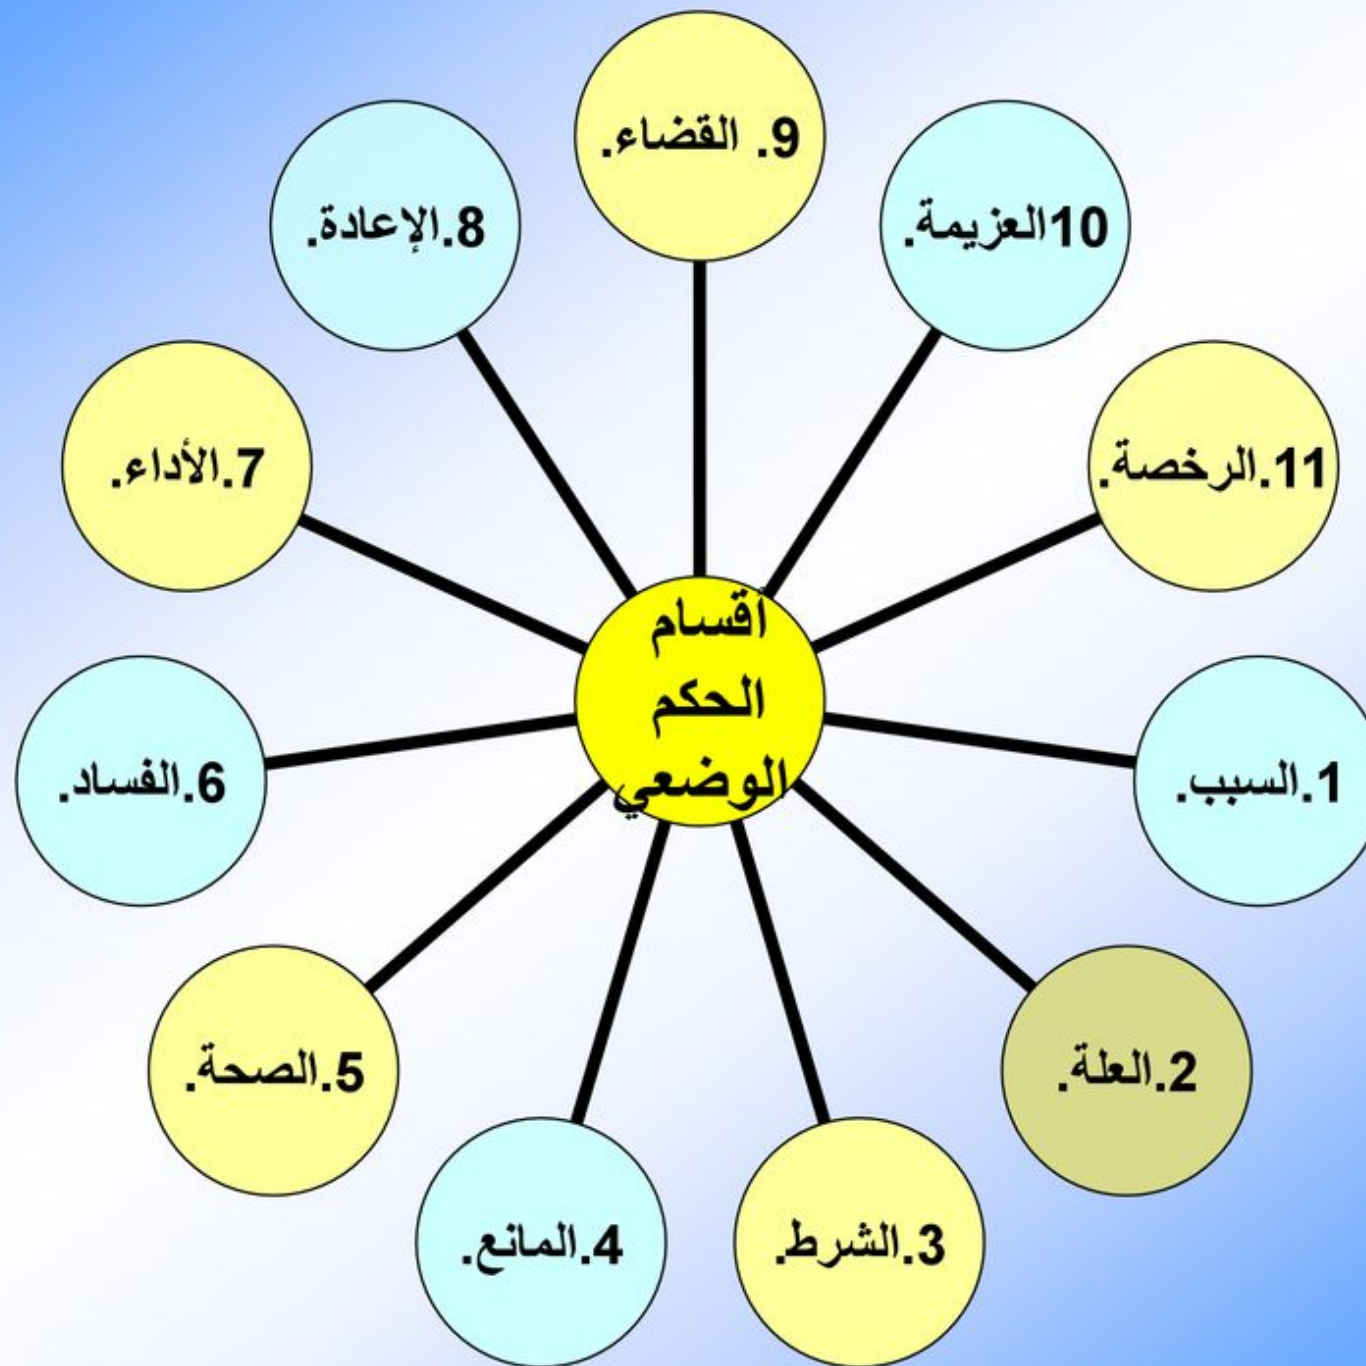 أقسام
الحكم
الوضعي
1.السبب.
2.العلة.
3.الشرط.
4.المانع.
5.الصحة.
6.الفساد.
7.الأداء.
8.الإعادة.
9. القضاء.
10العزيمة.
11.الرخصة.